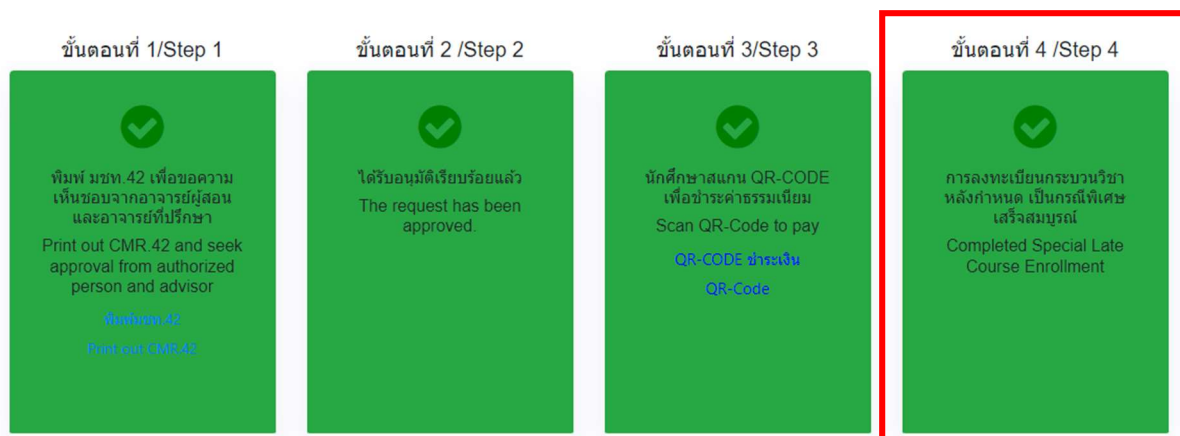 ขั้นตอนที่ 1/Step 1
พิมพ์ มชท.42 เพื่อขอความ
เห็นชอบจากอาจารย์ผู้สอน
และอาจารย์ที่ปรึกษา
Print out CMR.42 and seek
approval from authorized
person and advisor
พิมพ์มชท.42
Print out CMR.42
ขั้นตอนที่ 2 /Step 2
ได้รับอนุมัติเรียบร้อยแล้ว
The request has been
approved.
ขั้นตอนที่ 3/Step 3
นักศึกษาสแกน QR-CODE
เพื่อชำระค่าธรรมเนียม
Scan QR-Code to pay
QR-CODE ชำระเงิน
QR-Code
ขั้นตอนที่ 4 /Step 4
การลงทะเบียนกระบวนวิชา
หลังกำหนด เป็นกรณีพิเศษ
เสร็จสมบูรณ์
Completed Special Late
Course Enrollment